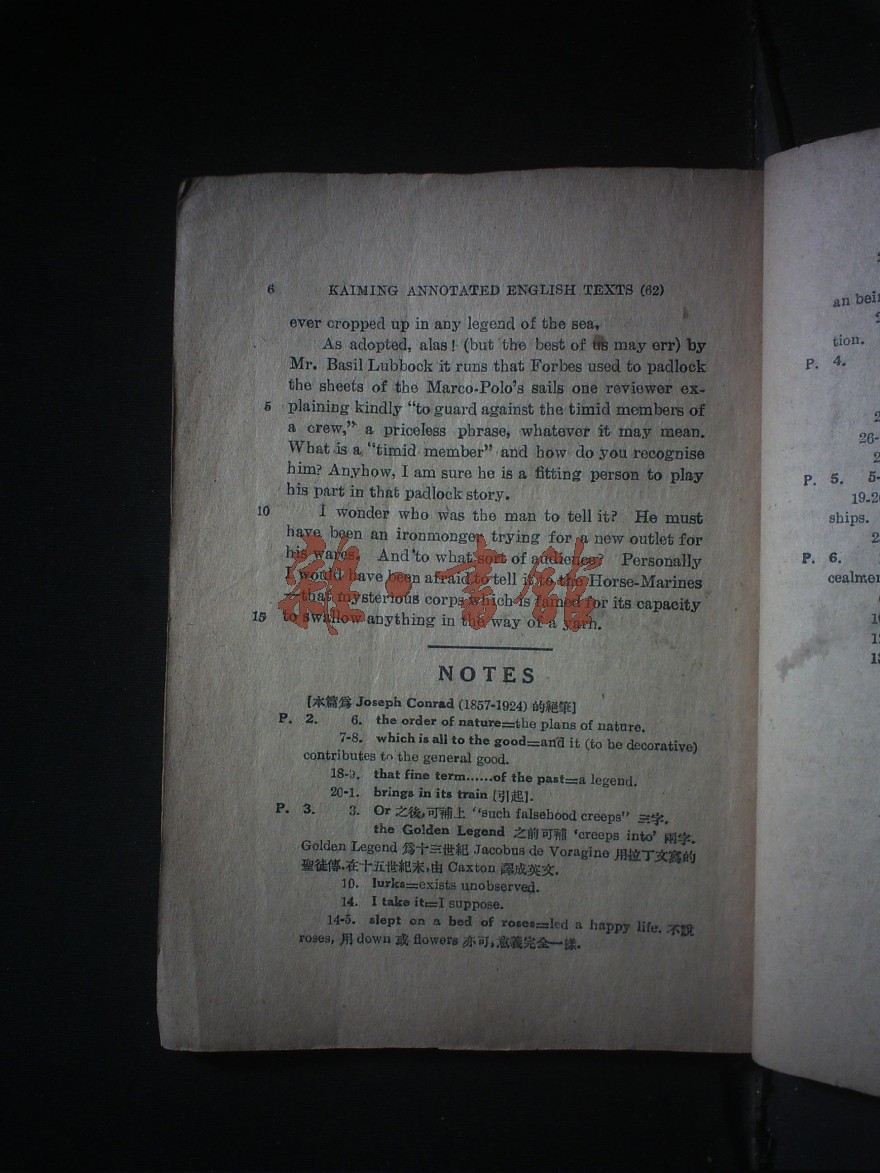 6 KAIMING ANNOTATED ENGLISH TEXTS (62)
ever cropped up in any legend of the sea.
As adopted, alas! (but the best of us may err) by
Mr. Basil Lubbock it runs that Forbes used to padlock
the sheets of the Marco-Polo's sails one reviewer ex-
5 plaining kindly "to guard against the timid members of
a crew," a priceless phrase, whatever it may mean.
What is a "timid member" and how do you recognise
him? Anyhow, I am sure he is a fitting person to play
his part in that padlock story.
10 I wonder who was the man to tell it? He must
have been an ironmonger trying for a new outlet for
his wares. And to what sort of audience? Personally
I would have been afraid to tell it to the Horse-Marines
—that mysterious corps which is famed for its capacity
15 to swallow anything in the way of a yarn.
雜·書館
NOTES
[本篇爲 Joseph Conrad (1857-1924) 的絕筆]
P. 2. 6. the order of nature=the plans of nature.
7-8. which is all to the good=and it (to be decorative)
contributes to the general good.
18-9. that fine term......of the past=a legend.
20-1. brings in its train [引起].
P. 3. 3. Or 之後,可補上 "such falsebood creeps" 三字.
the Golden Legend 之前可補 'creeps into' 兩字.
Golden Legend 爲十三世紀 Jacobus de Voragine 用拉丁文寫的
聖徒傳.在十五世紀末,由 Caxton 譯成英文.
10. lurks=exists unobserved.
14. I take it=I suppose.
14-5. slept on a bed of roses=led a happy life. 不說
roses, 用 down 或 flowers 亦可,意義完全一樣.
an bei
tion.
P. 4.
26-
P. 5. 5-
19-20
ships.
P. 6.
cealme